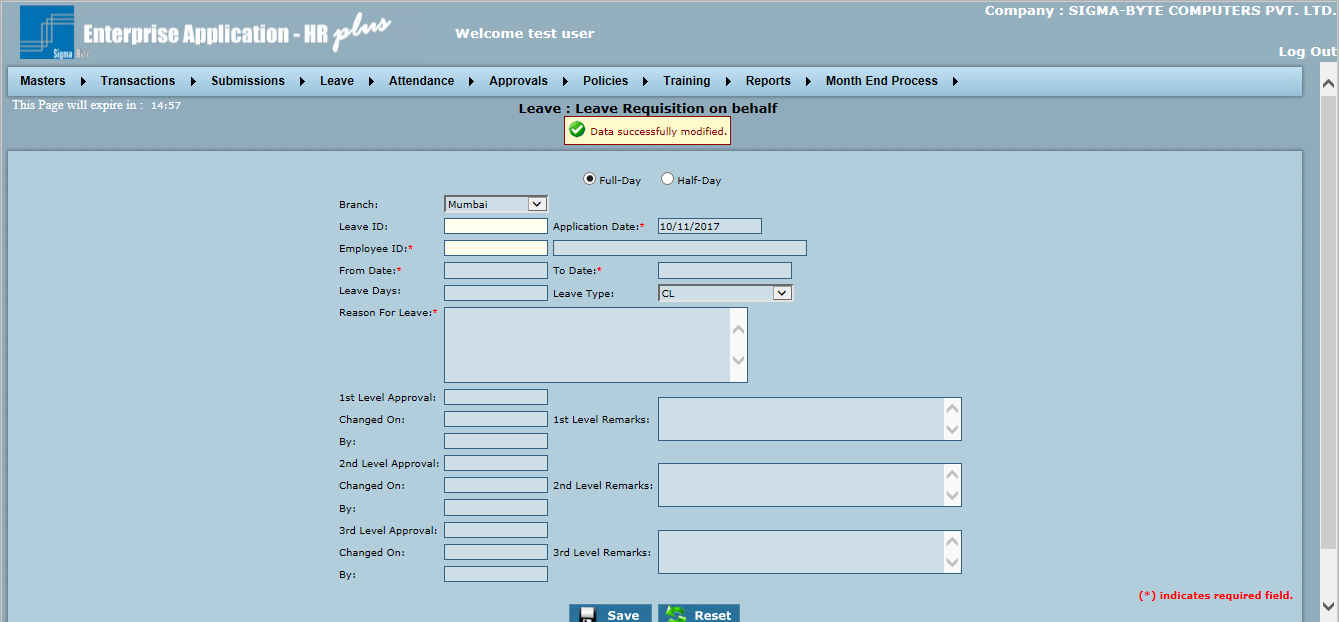 Company : SIGMA-BYTE COMPUTERS PVT. LTD.
Sigma Byte
Enterprise Application - HR plus
Welcome test user
Log Out
Masters Transactions Submissions Leave Attendance Approvals Policies Training Reports Month End Process
This Page will expire in : 14:57
Leave : Leave Requisition on behalf
Data successfully modified.
Full-Day Half-Day
Branch: Mumbai
Leave ID: Application Date:* 10/11/2017
Employee ID:*
From Date:* To Date:*
Leave Days: Leave Type: CL
Reason For Leave:*
1st Level Approval:
Changed On: 1st Level Remarks:
By:
2nd Level Approval:
Changed On: 2nd Level Remarks:
By:
3rd Level Approval:
Changed On: 3rd Level Remarks:
By:
(*) indicates required field.
Save Reset